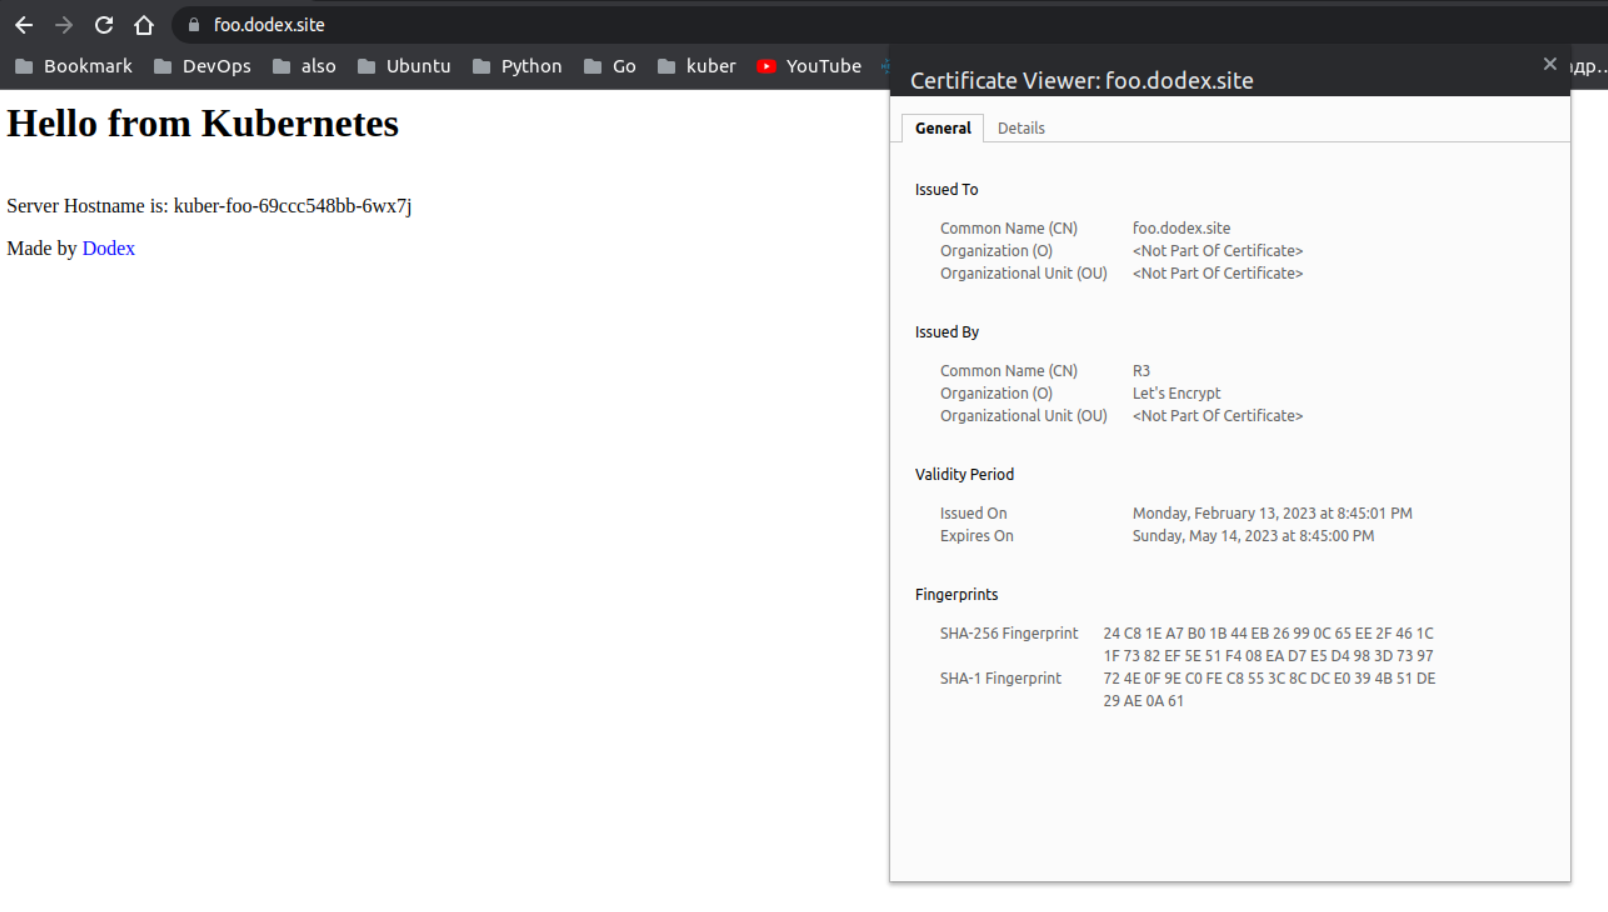 foo.dodex.site
Bookmark DevOps also Ubuntu Python Go kuber YouTube
Hello from Kubernetes
Server Hostname is: kuber-foo-69ccc548bb-6wx7j
Made by Dodex
Certificate Viewer: foo.dodex.site
General Details
Issued To
Common Name (CN) foo.dodex.site
Organization (O) <Not Part Of Certificate>
Organizational Unit (OU) <Not Part Of Certificate>
Issued By
Common Name (CN) R3
Organization (O) Let's Encrypt
Organizational Unit (OU) <Not Part Of Certificate>
Validity Period
Issued On Monday, February 13, 2023 at 8:45:01 PM
Expires On Sunday, May 14, 2023 at 8:45:00 PM
Fingerprints
SHA-256 Fingerprint 24 C8 1E A7 B0 1B 44 EB 26 99 0C 65 EE 2F 46 1C
1F 73 82 EF 5E 51 F4 08 EA D7 E5 D4 98 3D 73 97
SHA-1 Fingerprint 72 4E 0F 9E C0 FE C8 55 3C 8C DC E0 39 4B 51 DE
29 AE 0A 61